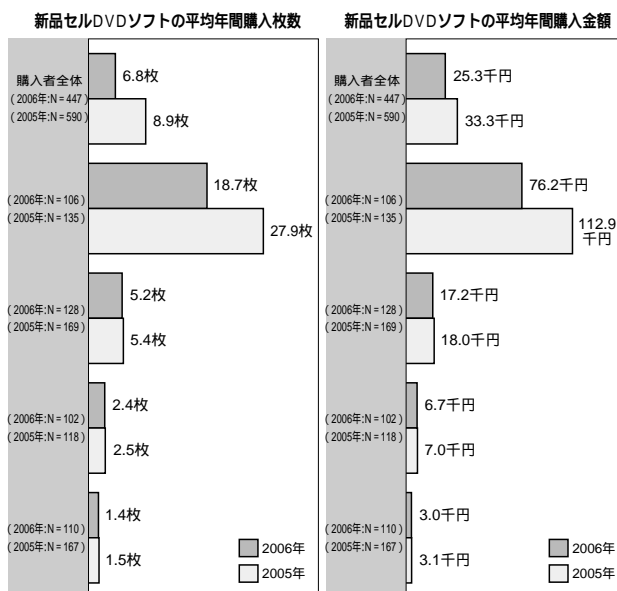 新品セルDVDソフトの平均年間購入枚数
購入者全体
(2006年:N=447)
(2005年:N=590)
6.8枚
8.9枚
(2006年:N=106)
(2005年:N=135)
18.7枚
27.9枚
(2006年:N=128)
(2005年:N=169)
5.2枚
5.4枚
(2006年:N=102)
(2005年:N=118)
2.4枚
2.5枚
(2006年:N=110)
(2005年:N=167)
1.4枚
1.5枚
2006年
2005年
新品セルDVDソフトの平均年間購入金額
購入者全体
(2006年:N=447)
(2005年:N=590)
25.3千円
33.3千円
(2006年:N=106)
(2005年:N=135)
76.2千円
112.9
千円
(2006年:N=128)
(2005年:N=169)
17.2千円
18.0千円
(2006年:N=102)
(2005年:N=118)
6.7千円
7.0千円
(2006年:N=110)
(2005年:N=167)
3.0千円
3.1千円
2006年
2005年